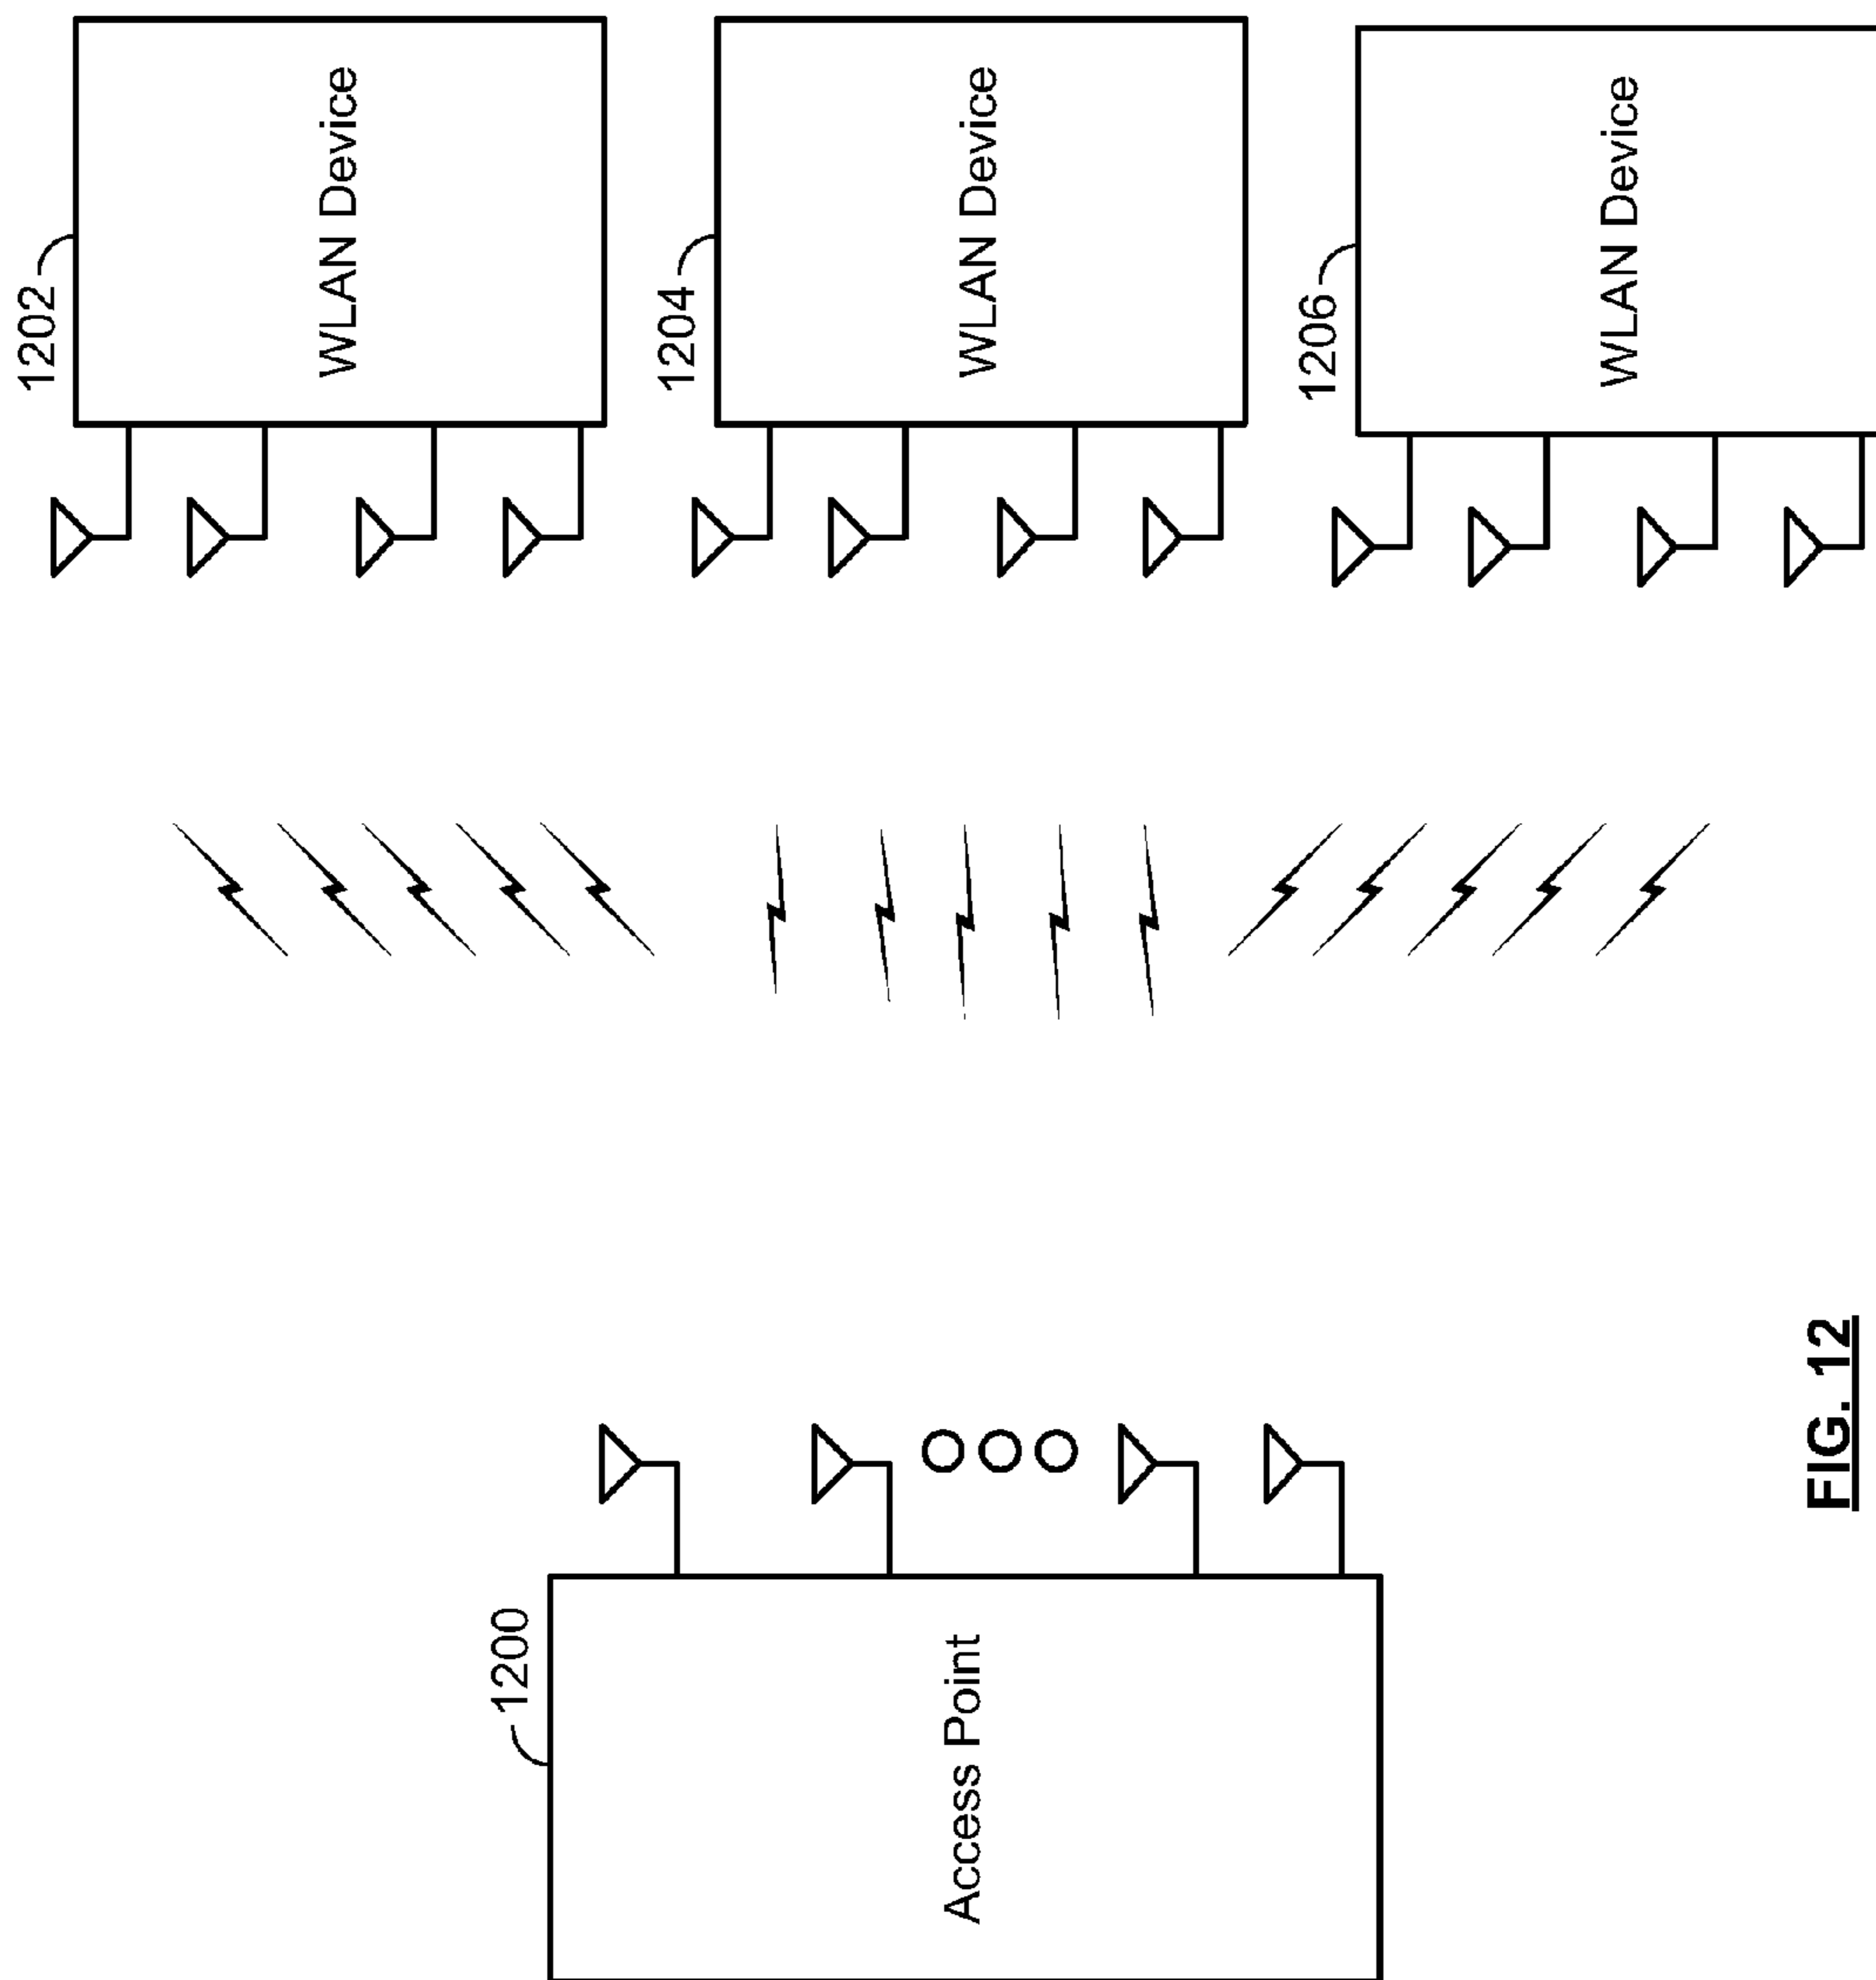 1202
WLAN Device
1204
WLAN Device
1206
WLAN Device
1200
Access Point
FIG. 12